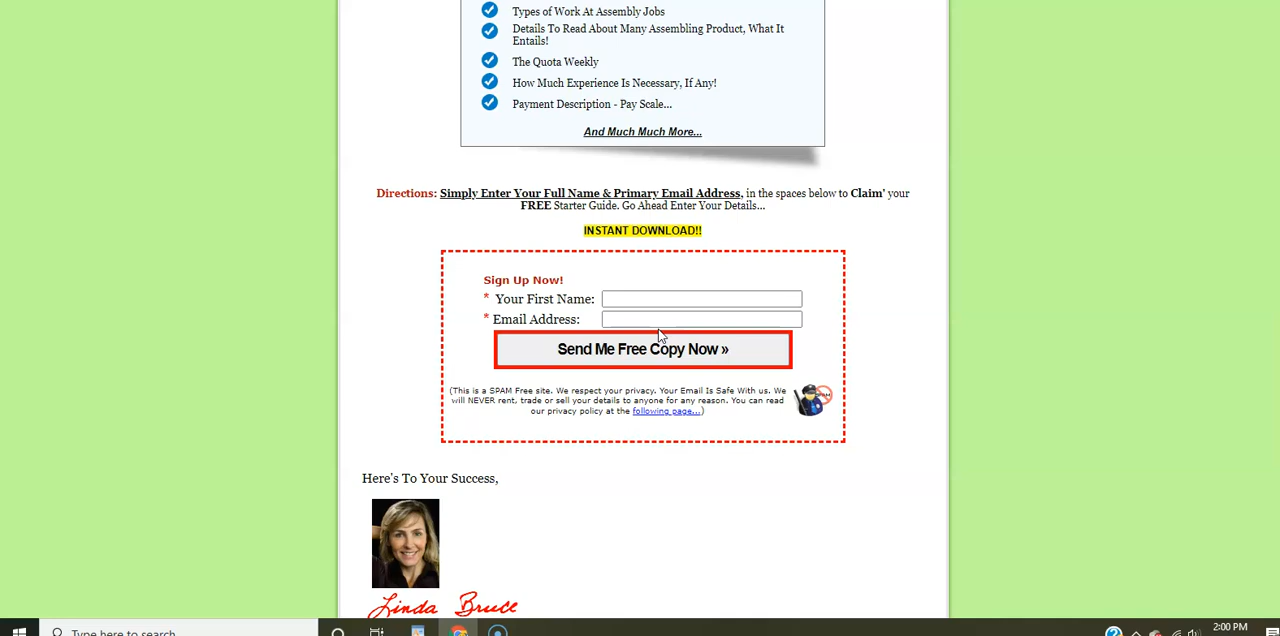 Types of Work At Assembly Jobs
Details To Read About Many Assembling Product, What It
Entails!
The Quota Weekly
How Much Experience Is Necessary, If Any!
Payment Description - Pay Scale...
And Much Much More...
Directions: Simply Enter Your Full Name & Primary Email Address, in the spaces below to Claim' your
FREE Starter Guide. Go Ahead Enter Your Details...
INSTANT DOWNLOAD!!
Sign Up Now!
* Your First Name:
* Email Address:
Send Me Free Copy Now »
(This is a SPAM Free site. We respect your privacy. Your Email Is Safe With us. We
will NEVER rent, trade or sell your details to anyone for any reason. You can read
our privacy policy at the following page...)
SPAM
Here's To Your Success,
Linda Bruce
Type here to search
2:00 PM